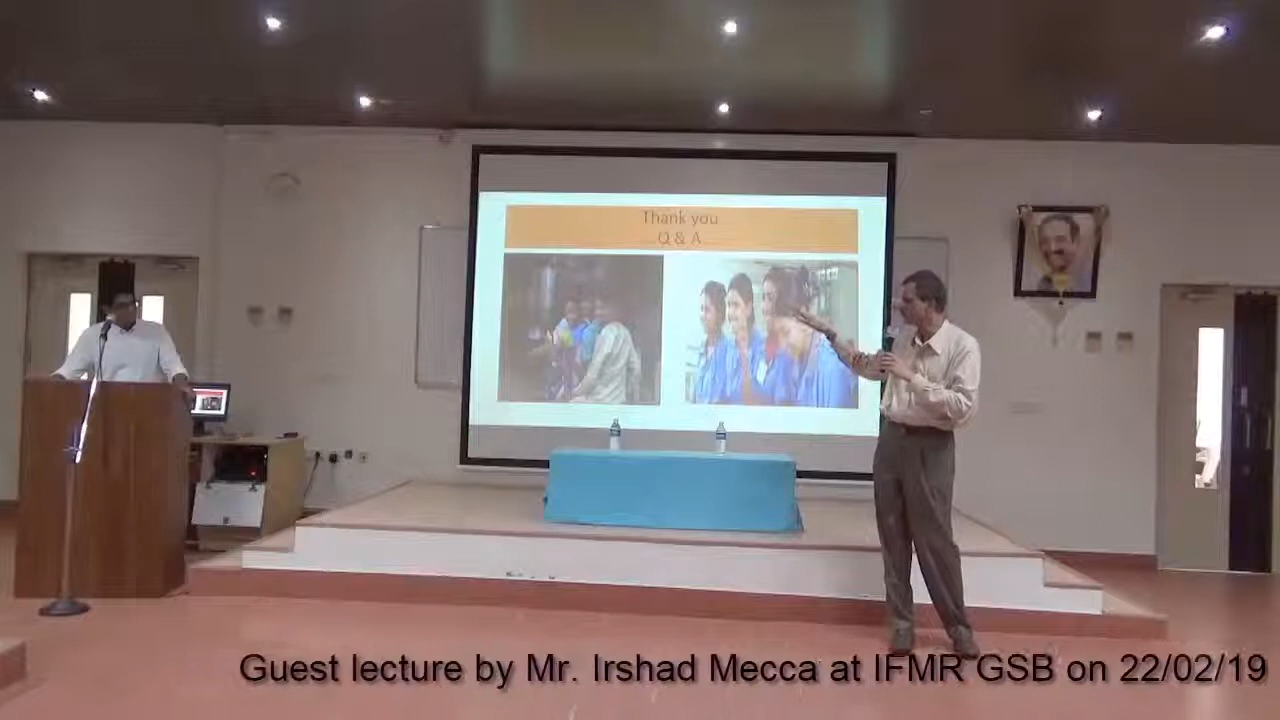 Thank you
Q & A
Guest lecture by Mr. Irshad Mecca at IFMR GSB on 22/02/19